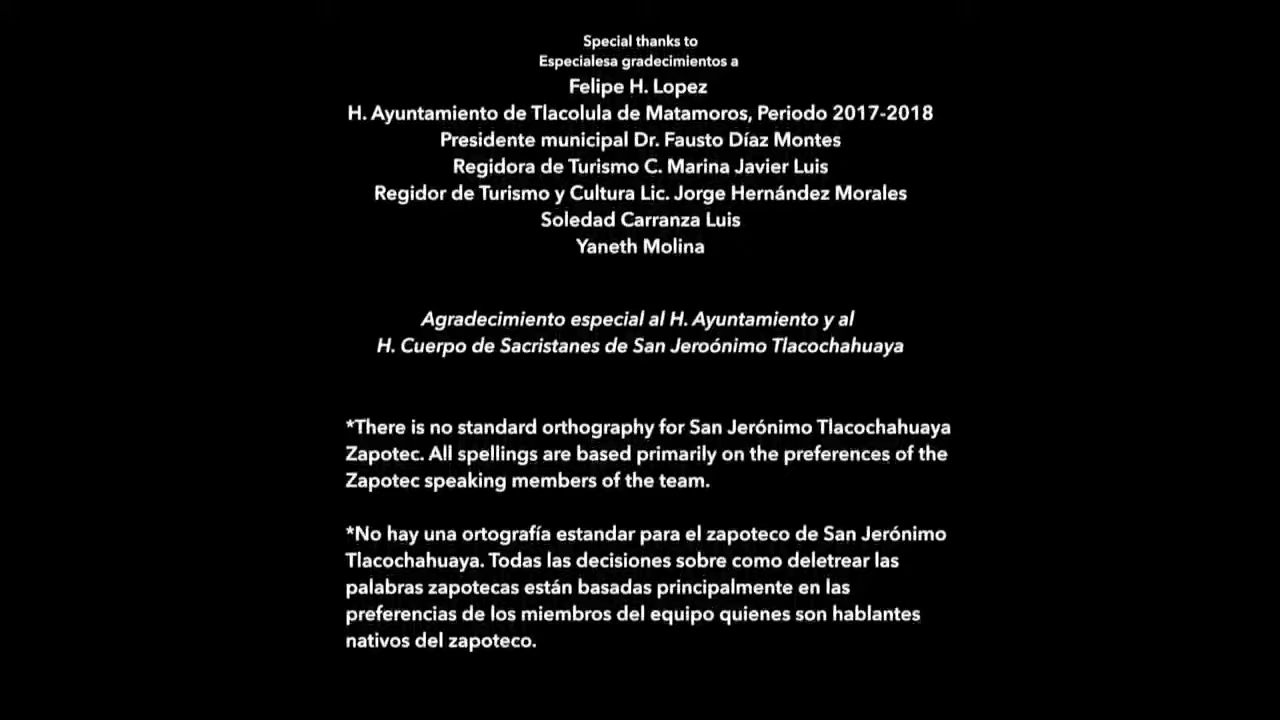 Special thanks to
Especialesa gradecimientos a
Felipe H. Lopez
H. Ayuntamiento de Tlacolula de Matamoros, Periodo 2017-2018
Presidente municipal Dr. Fausto Díaz Montes
Regidora de Turismo C. Marina Javier Luis
Regidor de Turismo y Cultura Lic. Jorge Hernández Morales
Soledad Carranza Luis
Yaneth Molina
Agradecimiento especial al H. Ayuntamiento y al
H. Cuerpo de Sacristanes de San Jeroónimo Tlacochahuaya
*There is no standard orthography for San Jerónimo Tlacochahuaya
Zapotec. All spellings are based primarily on the preferences of the
Zapotec speaking members of the team.
*No hay una ortografía estandar para el zapoteco de San Jerónimo
Tlacochahuaya. Todas las decisiones sobre como deletrear las
palabras zapotecas están basadas principalmente en las
preferencias de los miembros del equipo quienes son hablantes
nativos del zapoteco.